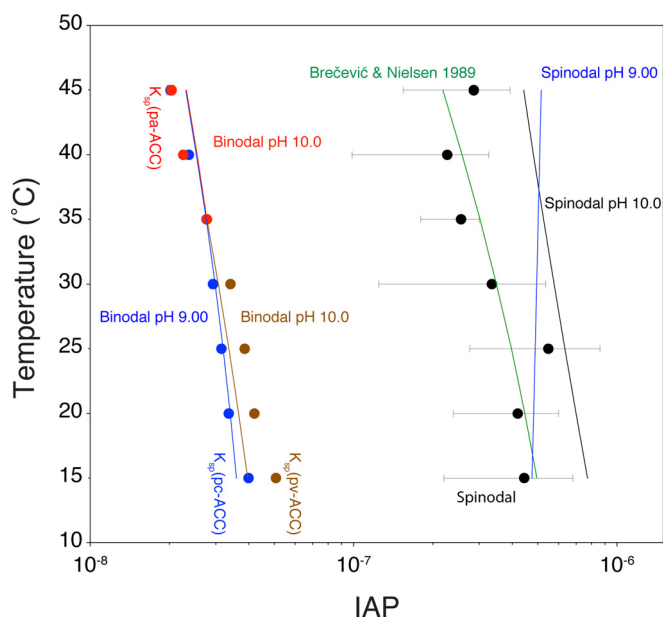 50
45
40
35
30
25
20
15
10
Temperature (˚C)
Brečević & Nielsen 1989
Spinodal pH 9.00
Ksp(pa-ACC)
Binodal pH 10.0
Spinodal pH 10.0
Binodal pH 9.00
Binodal pH 10.0
Ksp(pc-ACC)
Ksp(pv-ACC)
Spinodal
10-8
10-7
10-6
IAP